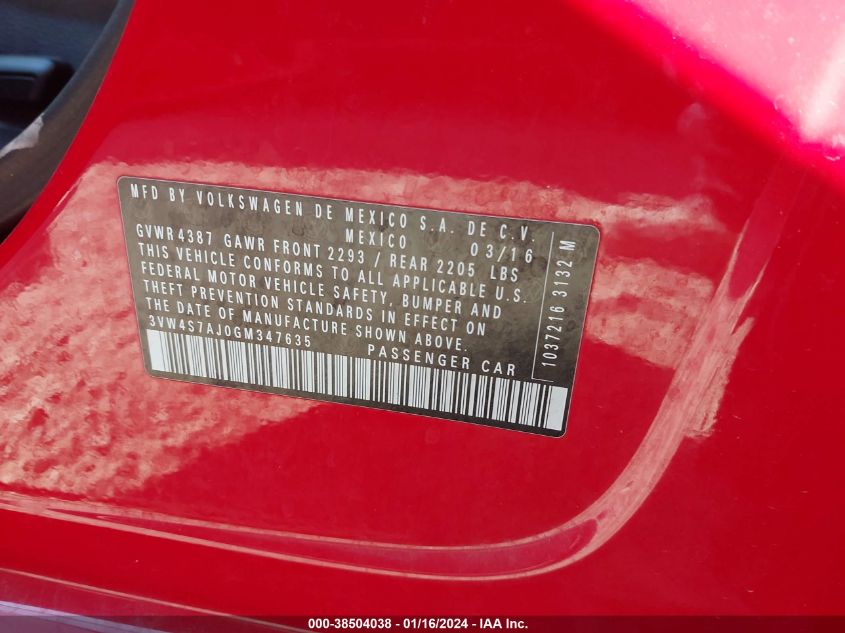 MFD BY VOLKSWAGEN DE MEXICO S.A. DE C.V.
MEXICO 03/16
GVWR 4387 GAWR FRONT 2293 / REAR 2205 LBS
THIS VEHICLE CONFORMS TO ALL APPLICABLE U.S.
FEDERAL MOTOR VEHICLE SAFETY, BUMPER AND
THEFT PREVENTION STANDARDS IN EFFECT ON
THE DATE OF MANUFACTURE SHOWN ABOVE.
3VW4S7AJ0GM347635 PASSENGER CAR
1037216 3132 M
000-38504038 - 01/16/2024 - IAA Inc.